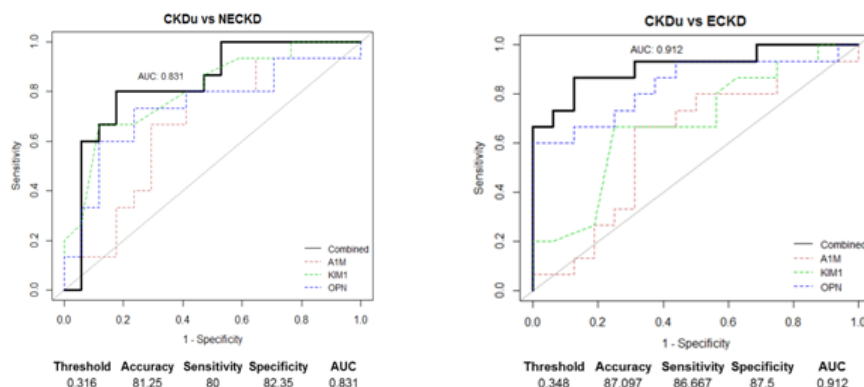 CKDu vs NECKD
AUC: 0.831
Sensitivity
1.0
0.8
0.6
0.4
0.2
0.0
Combined
A1M
KIM1
OPN
0.0 0.2 0.4 0.6 0.8 1.0
1 - Specificity
Threshold Accuracy Sensitivity Specificity AUC
0.316 81.25 80 82.35 0.831
CKDu vs ECKD
AUC: 0.912
Sensitivity
1.0
0.8
0.6
0.4
0.2
0.0
Combined
A1M
KIM1
OPN
0.0 0.2 0.4 0.6 0.8 1.0
1 - Specificity
Threshold Accuracy Sensitivity Specificity AUC
0.348 87.097 86.667 87.5 0.912